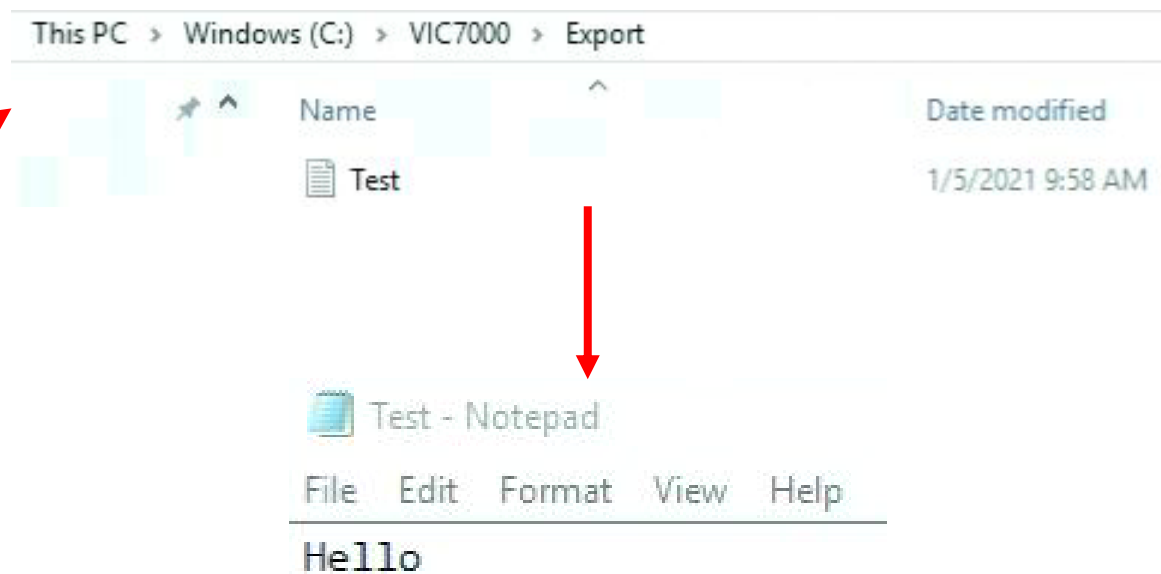 This PC > Windows (C:) > VIC7000 > Export
Name Date modified
Test 1/5/2021 9:58 AM
Test - Notepad
File Edit Format View Help
Hello